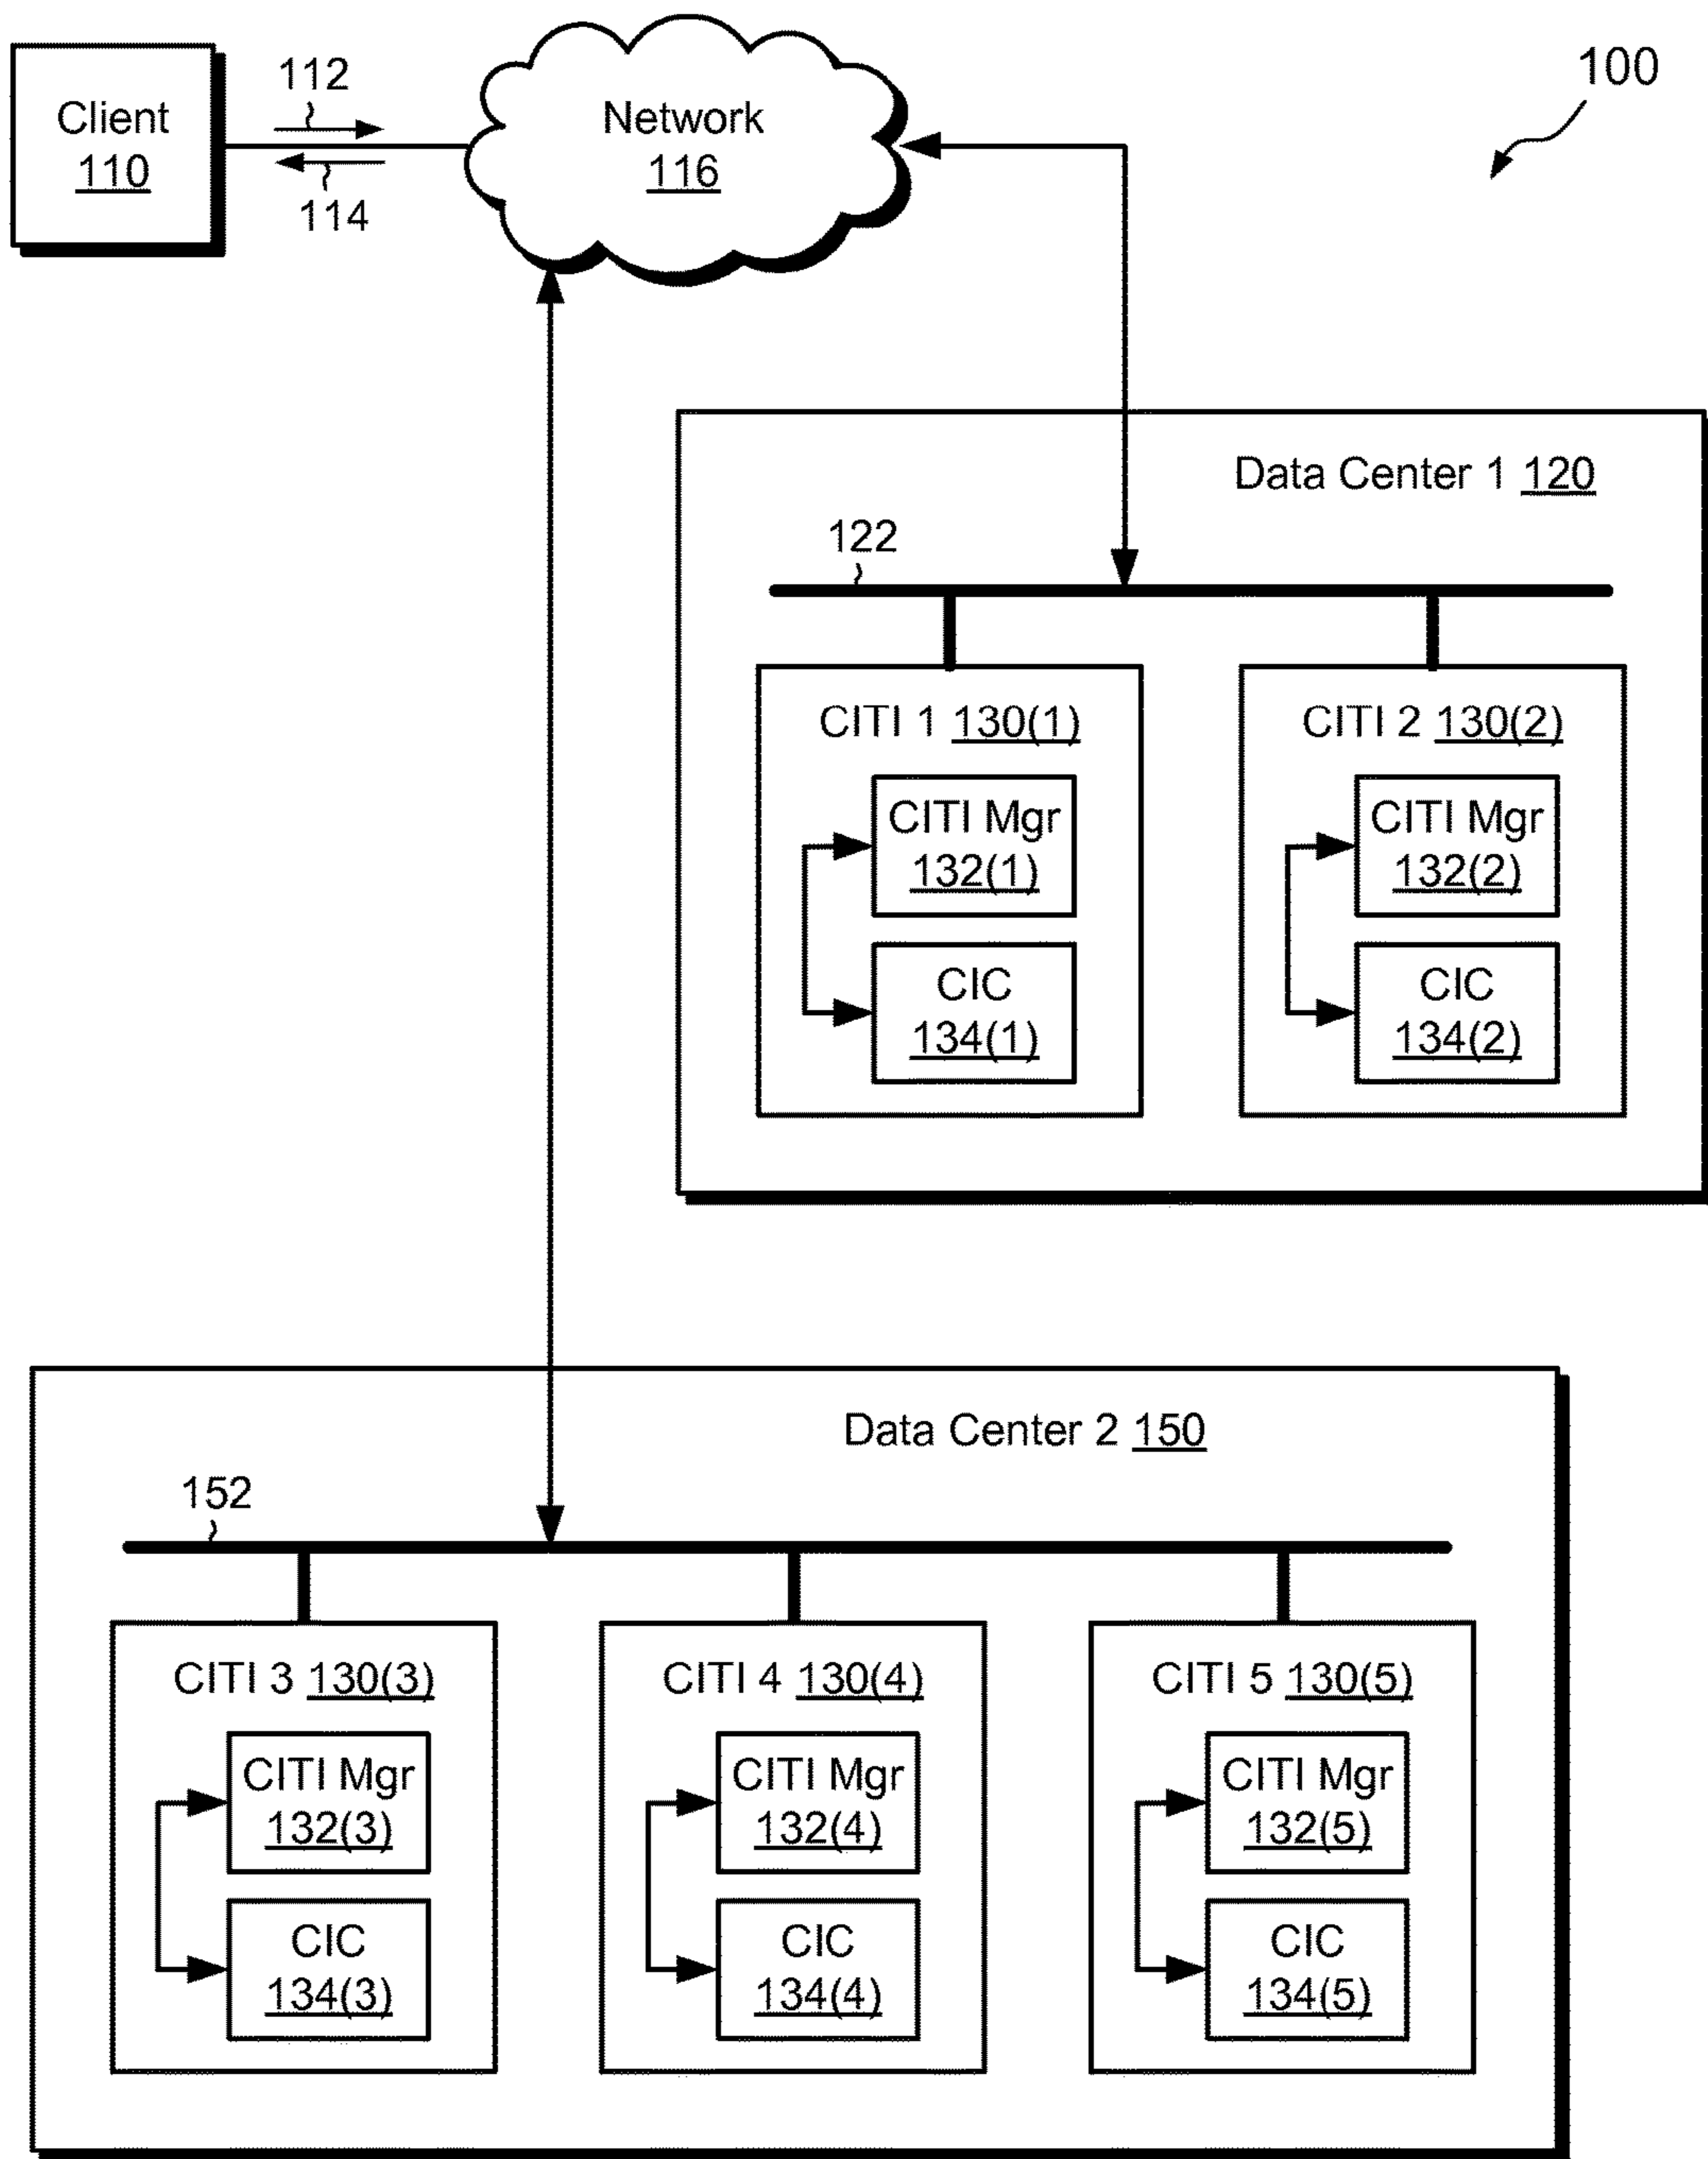 100
Client
110
112
114
Network
116
Data Center 1 120
122
CITI 1 130(1)
CITI Mgr
132(1)
CIC
134(1)
CITI 2 130(2)
CITI Mgr
132(2)
CIC
134(2)
Data Center 2 150
152
CITI 3 130(3)
CITI Mgr
132(3)
CIC
134(3)
CITI 4 130(4)
CITI Mgr
132(4)
CIC
134(4)
CITI 5 130(5)
CITI Mgr
132(5)
CIC
134(5)